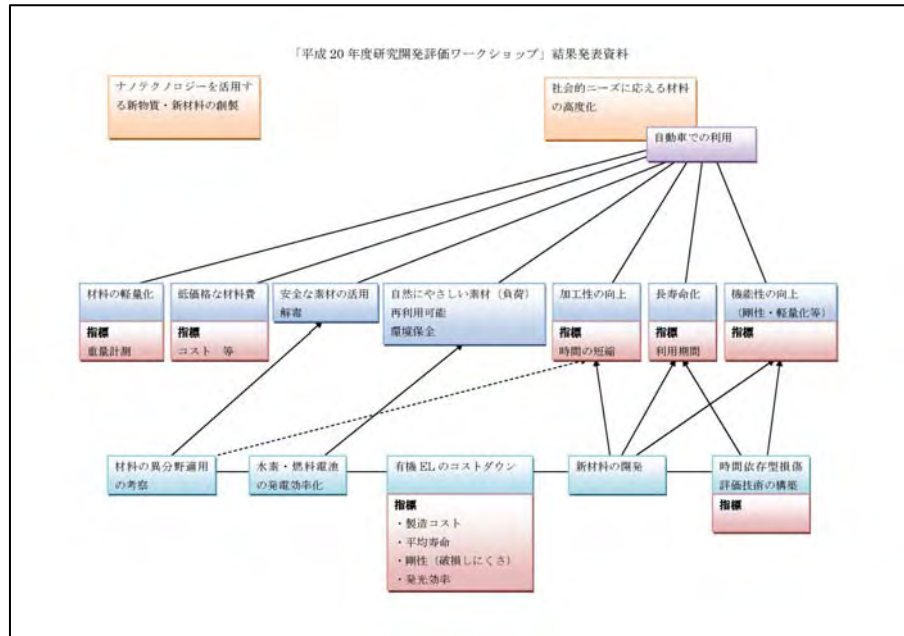 「平成 20 年度研究開発評価ワークショップ」結果発表資料
ナノテクノロジーを活用す
る新物質・新材料の創製
社会的ニーズに応える材料
の高度化
自動車での利用
材料の軽量化
指標
重量計測
低価格な材料費
指標
コスト 等
安全な素材の活用
解毒
自然にやさしい素材（負荷）
再利用可能
環境保全
加工性の向上
指標
時間の短縮
長寿命化
指標
利用期間
機能性の向上
（剛性・軽量化等）
指標
材料の異分野適用
の考察
水素・燃料電池
の発電効率化
有機 EL のコストダウン
指標
・製造コスト
・平均寿命
・剛性（破損しにくさ）
・発光効率
新材料の開発
時間依存型損傷
評価技術の構築
指標